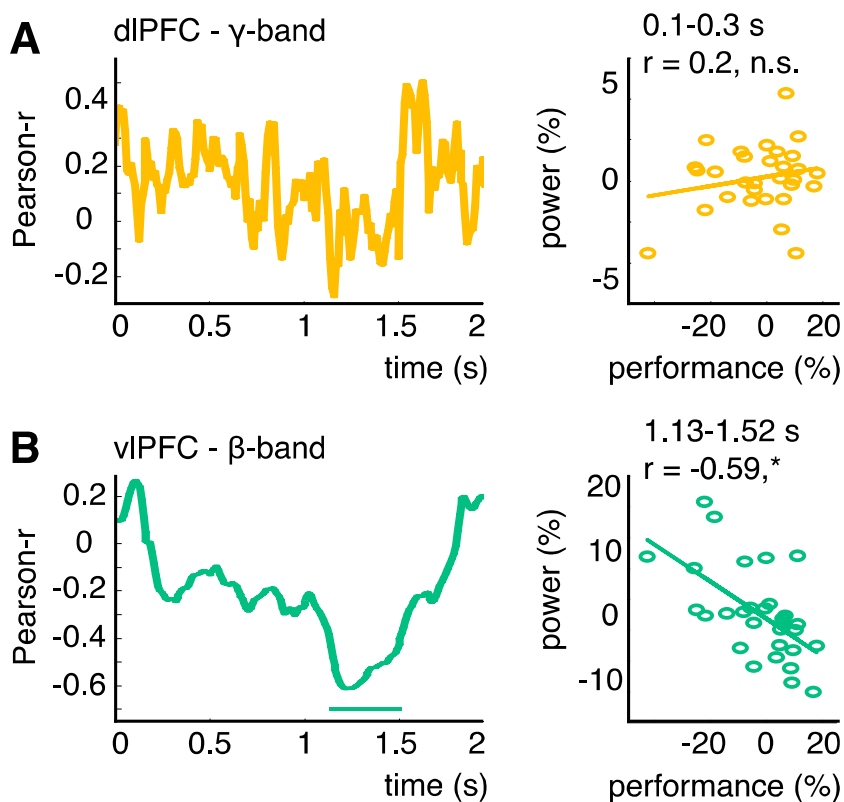 A
dlPFC - γ-band
0.1-0.3 s
r = 0.2, n.s.
Pearson-r
0.4
0.2
0
-0.2
0
0.5
1
1.5
2
time (s)
power (%)
5
0
-5
-20
0
20
performance (%)
B
vlPFC - β-band
1.13-1.52 s
r = -0.59,*
Pearson-r
0.2
0
-0.2
-0.4
-0.6
0
0.5
1
1.5
2
time (s)
power (%)
20
10
0
-10
-20
0
20
performance (%)